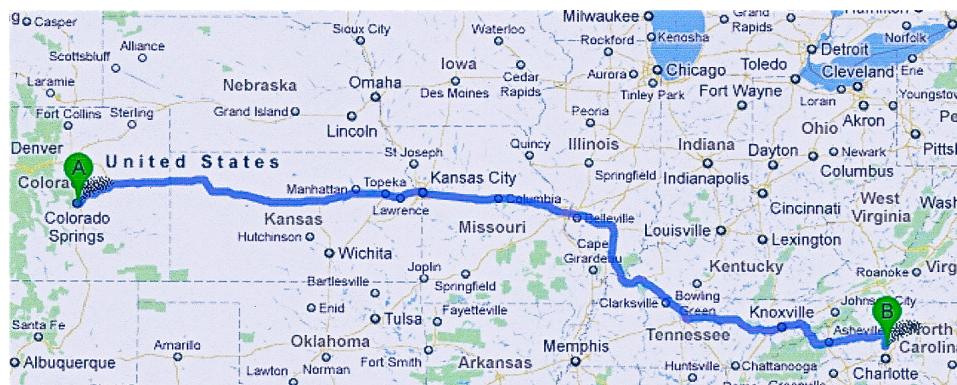 Casper
Scottsbluff
Alliance
Laramie
Fort Collins
Sterling
Denver
Colora
A
Colorado
Springs
United States
Nebraska
Grand Island
Sioux City
Omaha
Lincoln
Iowa
Des Moines
Waterloo
Cedar
Rapids
Milwaukee
Rockford
Kenosha
Aurora
Chicago
Tinley Park
Peoria
Grand
Rapids
Detroit
Toledo
Cleveland
Fort Wayne
Lorain
Akron
Norfolk
Erie
Youngstow
Ohio
Pittsb
St Joseph
Quincy
Illinois
Springfield
Indiana
Indianapolis
Dayton
Newark
Columbus
Cincinnati
West
Virginia
Wash
Manhattan
Topeka
Kansas City
Lawrence
Kansas
Hutchinson
Wichita
Columbia
Missouri
Belleville
Cape
Girardeau
Louisville
Lexington
Kentucky
Roanoke
Virg
Bartlesville
Joplin
Springfield
Enid
Tulsa
Fayetteville
Clarksville
Bowling
Green
Tennessee
Knoxville
Johnson City
B
Asheville
North
Carolina
Charlotte
Santa Fe
Albuquerque
Amarillo
Oklahoma
Lawton
Norman
Fort Smith
Arkansas
Memphis
Huntsville
Chattanooga